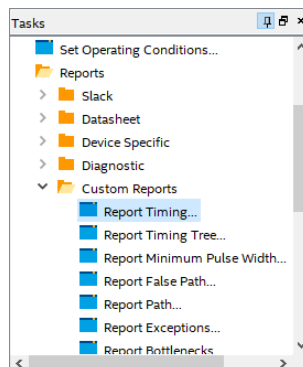 Tasks
Set Operating Conditions...
Reports
Slack
Datasheet
Device Specific
Diagnostic
Custom Reports
Report Timing...
Report Timing Tree...
Report Minimum Pulse Width...
Report False Path...
Report Path...
Report Exceptions...
Report Bottlenecks